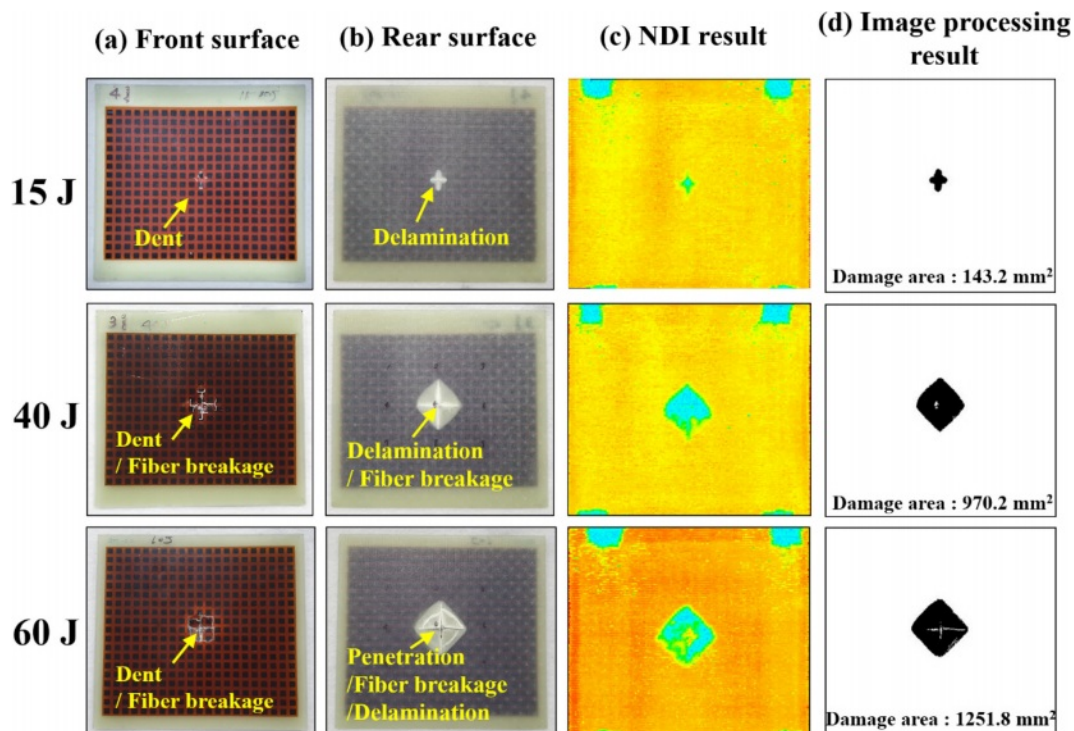 (a) Front surface
(b) Rear surface
(c) NDI result
(d) Image processing
result
15 J
Dent
Delamination
Damage area : 143.2 mm²
40 J
Dent
/ Fiber breakage
Delamination
/ Fiber breakage
Damage area : 970.2 mm²
60 J
Dent
/ Fiber breakage
Penetration
/Fiber breakage
/Delamination
Damage area : 1251.8 mm²